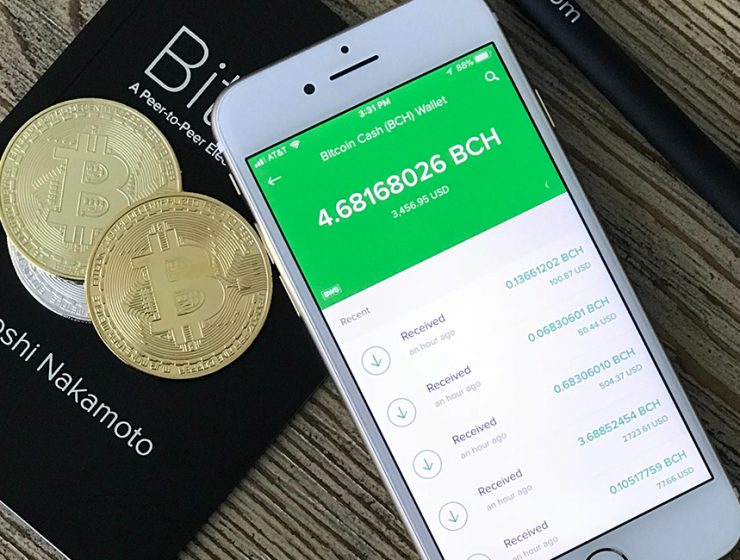 Bit
A Peer-to-Peer Elec
oshi Nakamoto
.com
AT&T
3:31 PM
88%
Bitcoin Cash (BCH) Wallet
4.68168026 BCH
3,456.95 USD
BWS
Recent
Received
an hour ago
0.13661202 BCH
100.87 USD
Received
an hour ago
0.06830601 BCH
50.44 USD
Received
an hour ago
0.68306010 BCH
504.37 USD
Received
an hour ago
3.68852454 BCH
2723.61 USD
Received
an hour ago
0.10517759 BCH
77.66 USD